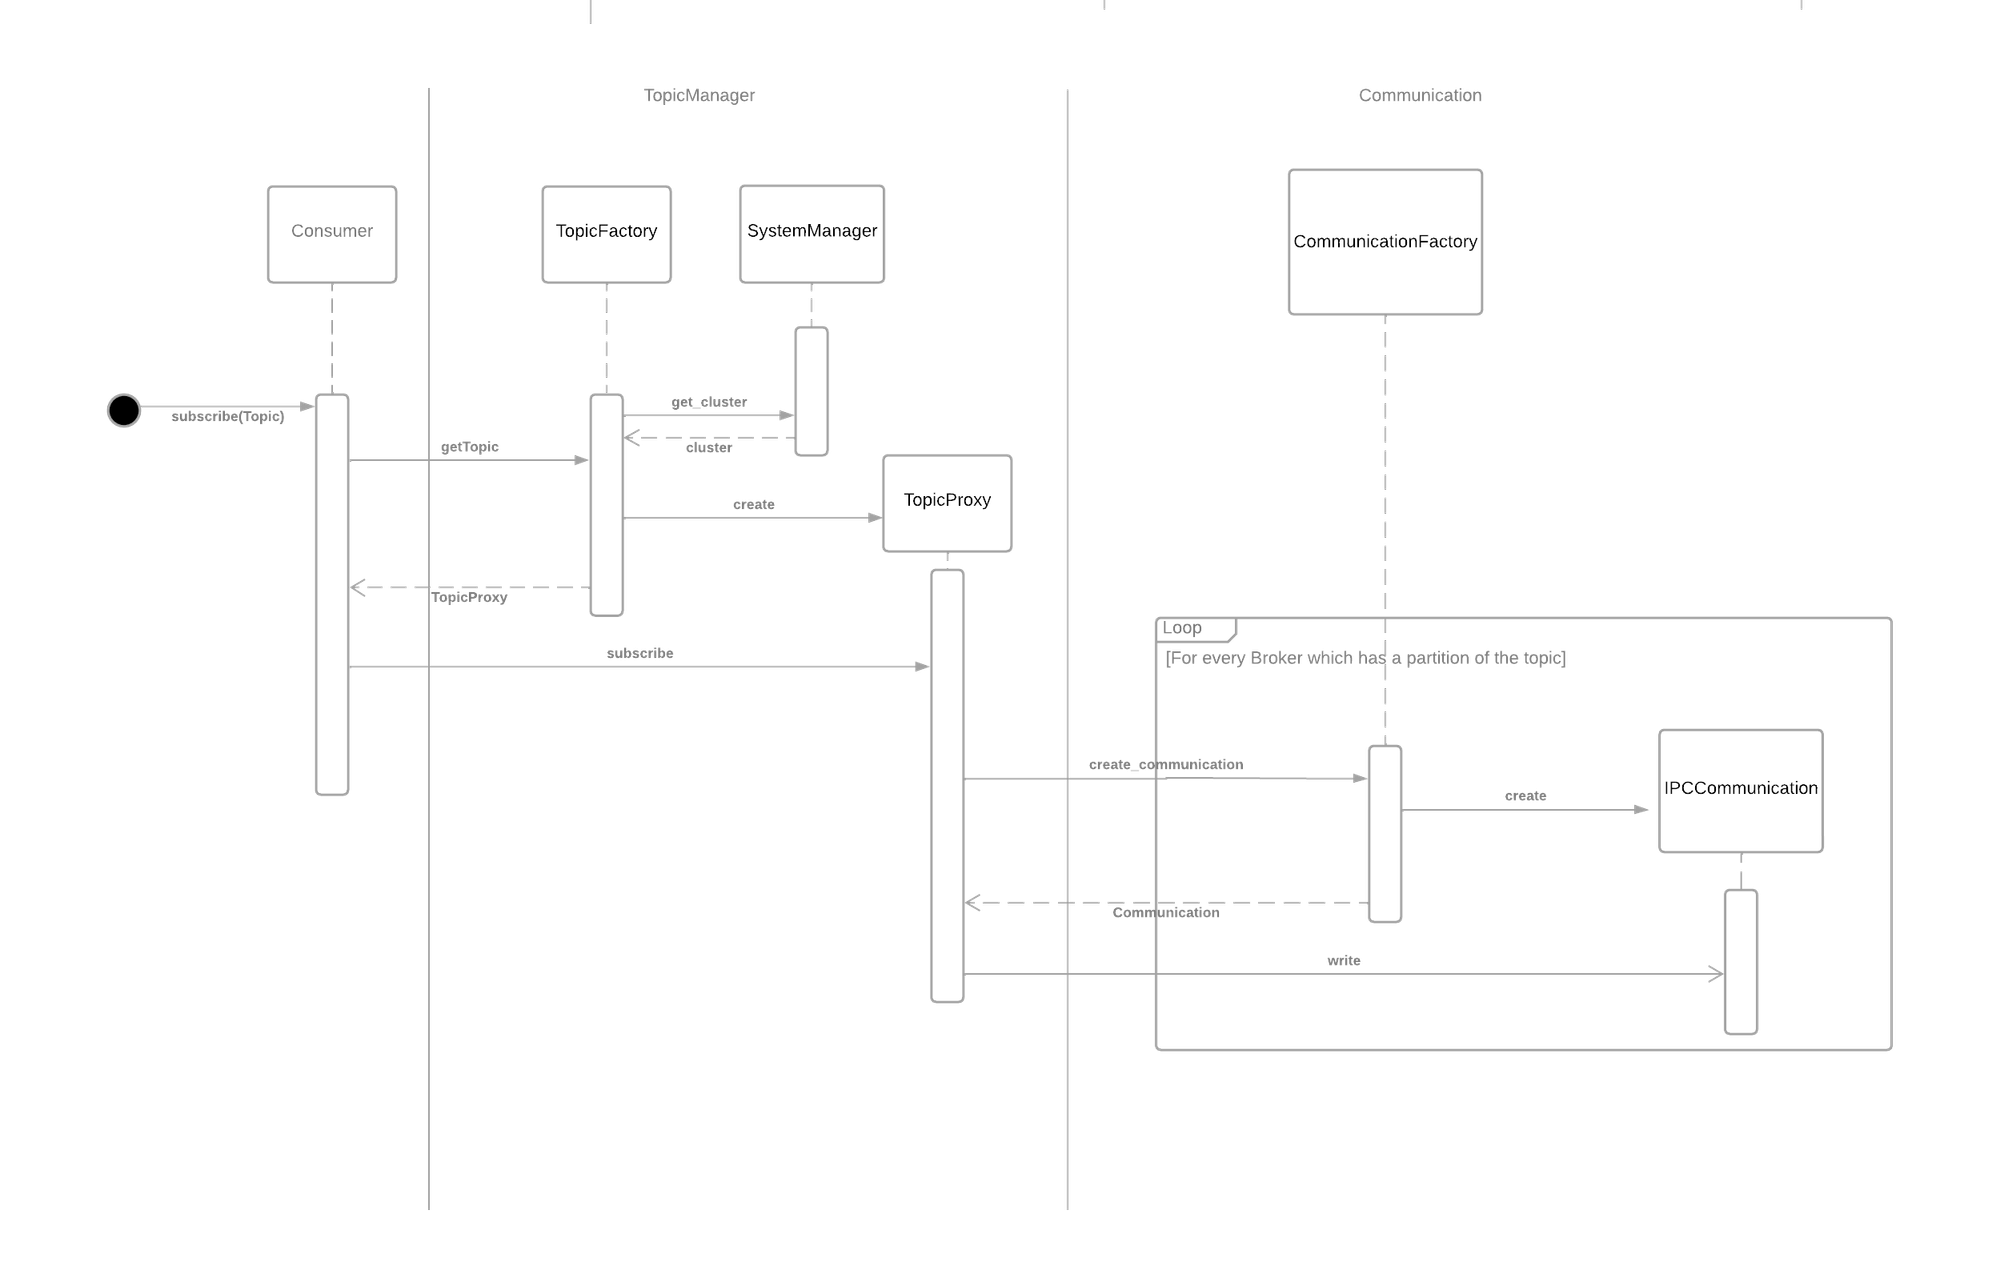 TopicManager
Communication
Consumer
TopicFactory
SystemManager
CommunicationFactory
subscribe(Topic)
get_cluster
cluster
getTopic
TopicProxy
create
TopicProxy
Loop
[For every Broker which has a partition of the topic]
subscribe
create_communication
create
IPCCommunication
Communication
write